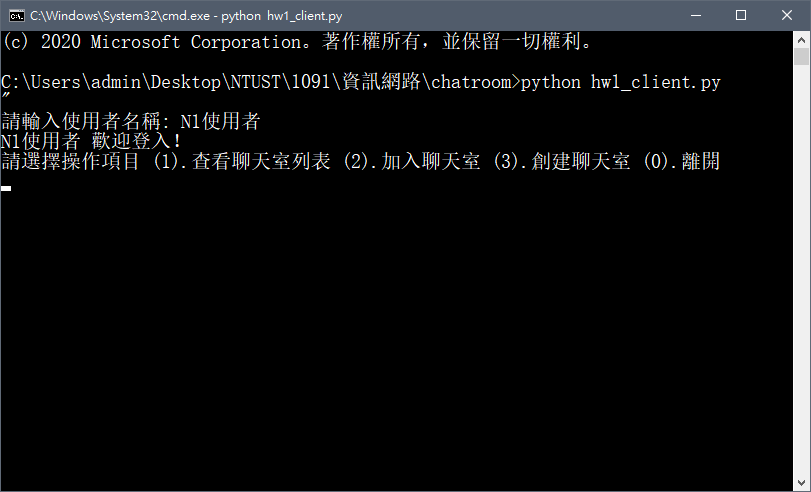 C:\Windows\System32\cmd.exe - python hw1_client.py
(c) 2020 Microsoft Corporation。著作權所有，並保留一切權利。
C:\Users\admin\Desktop\NTUST\1091\資訊網路\chatroom>python hw1_client.py
"
請輸入使用者名稱: N1使用者
N1使用者 歡迎登入!
請選擇操作項目 (1).查看聊天室列表 (2).加入聊天室 (3).創建聊天室 (0).離開